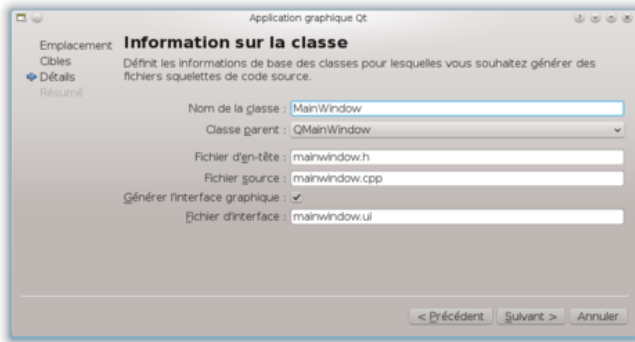 Application graphique Qt
Emplacement
Cibles
Détails
Résumé
Information sur la classe
Définit les informations de base des classes pour lesquelles vous souhaitez générer des
fichiers squelettes de code source.
Nom de la classe : MainWindow
Classe parent : QMainWindow
Fichier d'en-tête : mainwindow.h
Fichier source : mainwindow.cpp
Générer l'interface graphique :
Fichier d'interface : mainwindow.ui
< Précédent
Suivant >
Annuler